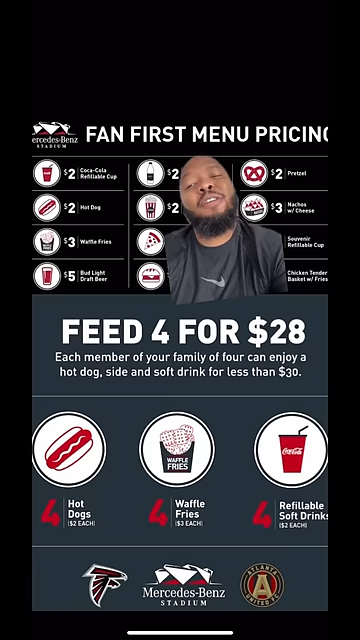 Mercedes-Benz
STADIUM
FAN FIRST MENU PRICING
$2 Coca-Cola
Refillable Cup
$2
$2 Pretzel
$2 Hot Dog
$2
$3 Nachos
w/ Cheese
$3 Waffle Fries
Souvenir
Refillable Cup
$5 Bud Light
Draft Beer
Chicken Tender
Basket w/ Fries
FEED 4 FOR $28
Each member of your family of four can enjoy a
hot dog, side and soft drink for less than $30.
WAFFLE
FRIES
Coca-Cola
4 Hot
Dogs
($2 EACH)
4 Waffle
Fries
($3 EACH)
4 Refillable
Soft Drinks
($2 EACH)
Mercedes-Benz
STADIUM
ATLANTA
UNITED FC